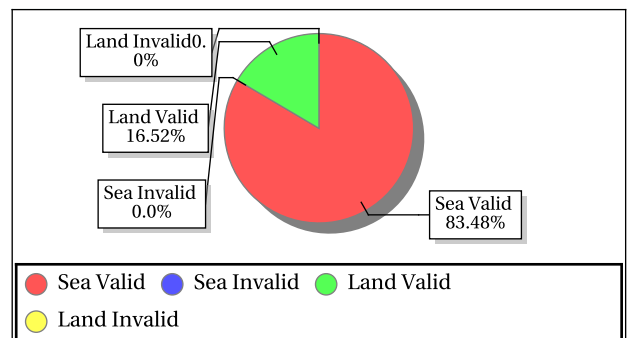 Land Invalid0.
0%
Land Valid
16.52%
Sea Invalid
0.0%
Sea Valid
83.48%
Sea Valid
Sea Invalid
Land Valid
Land Invalid